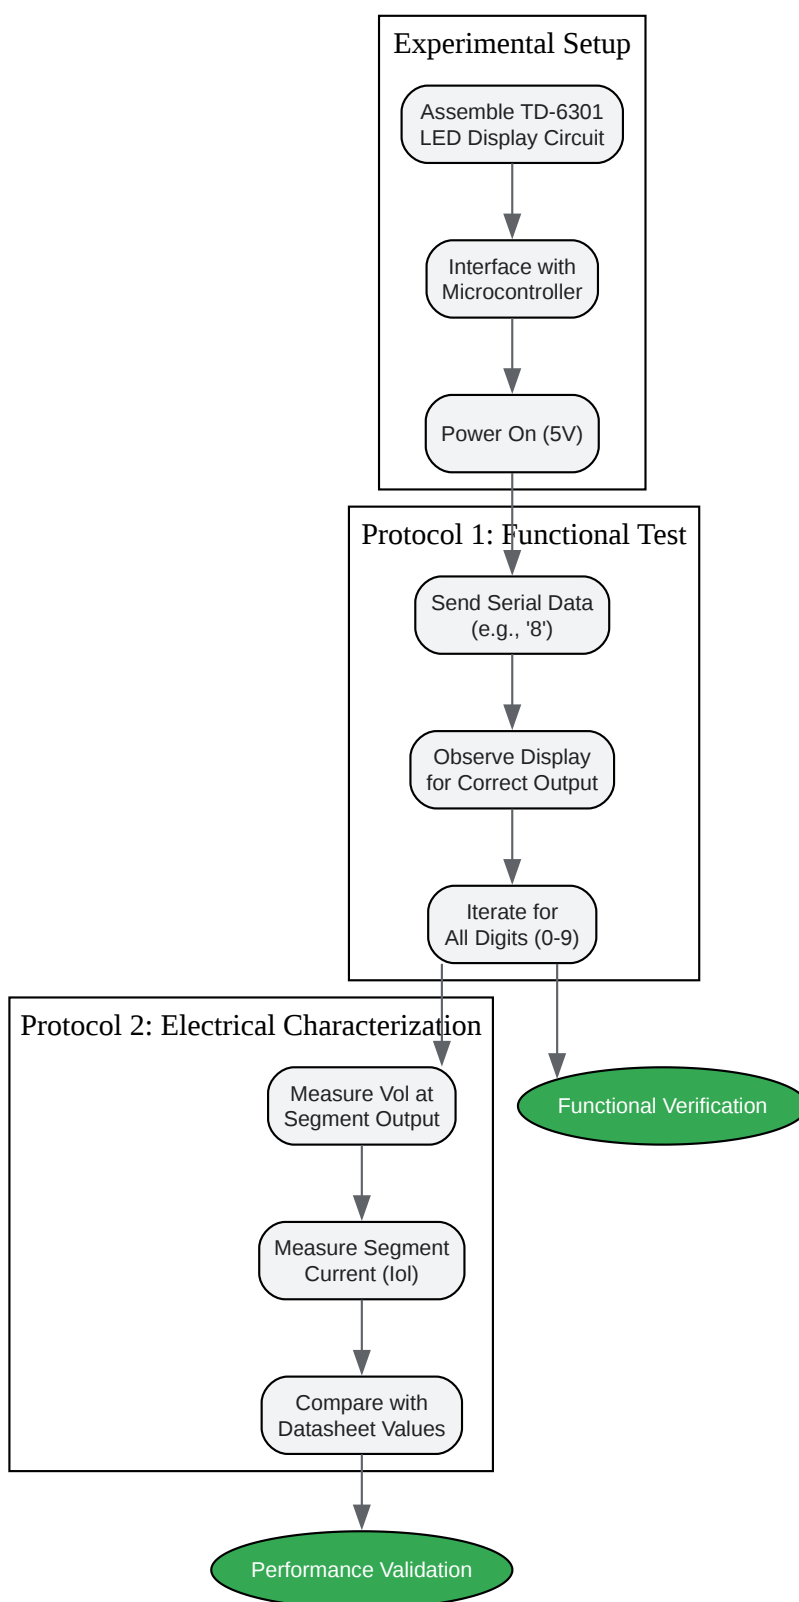 Experimental Setup
Assemble TD-6301
LED Display Circuit
Interface with
Microcontroller
Power On (5V)
Protocol 1: Functional Test
Send Serial Data
(e.g., '8')
Observe Display
for Correct Output
Iterate for
All Digits (0-9)
Protocol 2: Electrical Characterization
Measure Vol at
Segment Output
Functional Verification
Measure Segment
Current (Iol)
Compare with
Datasheet Values
Performance Validation